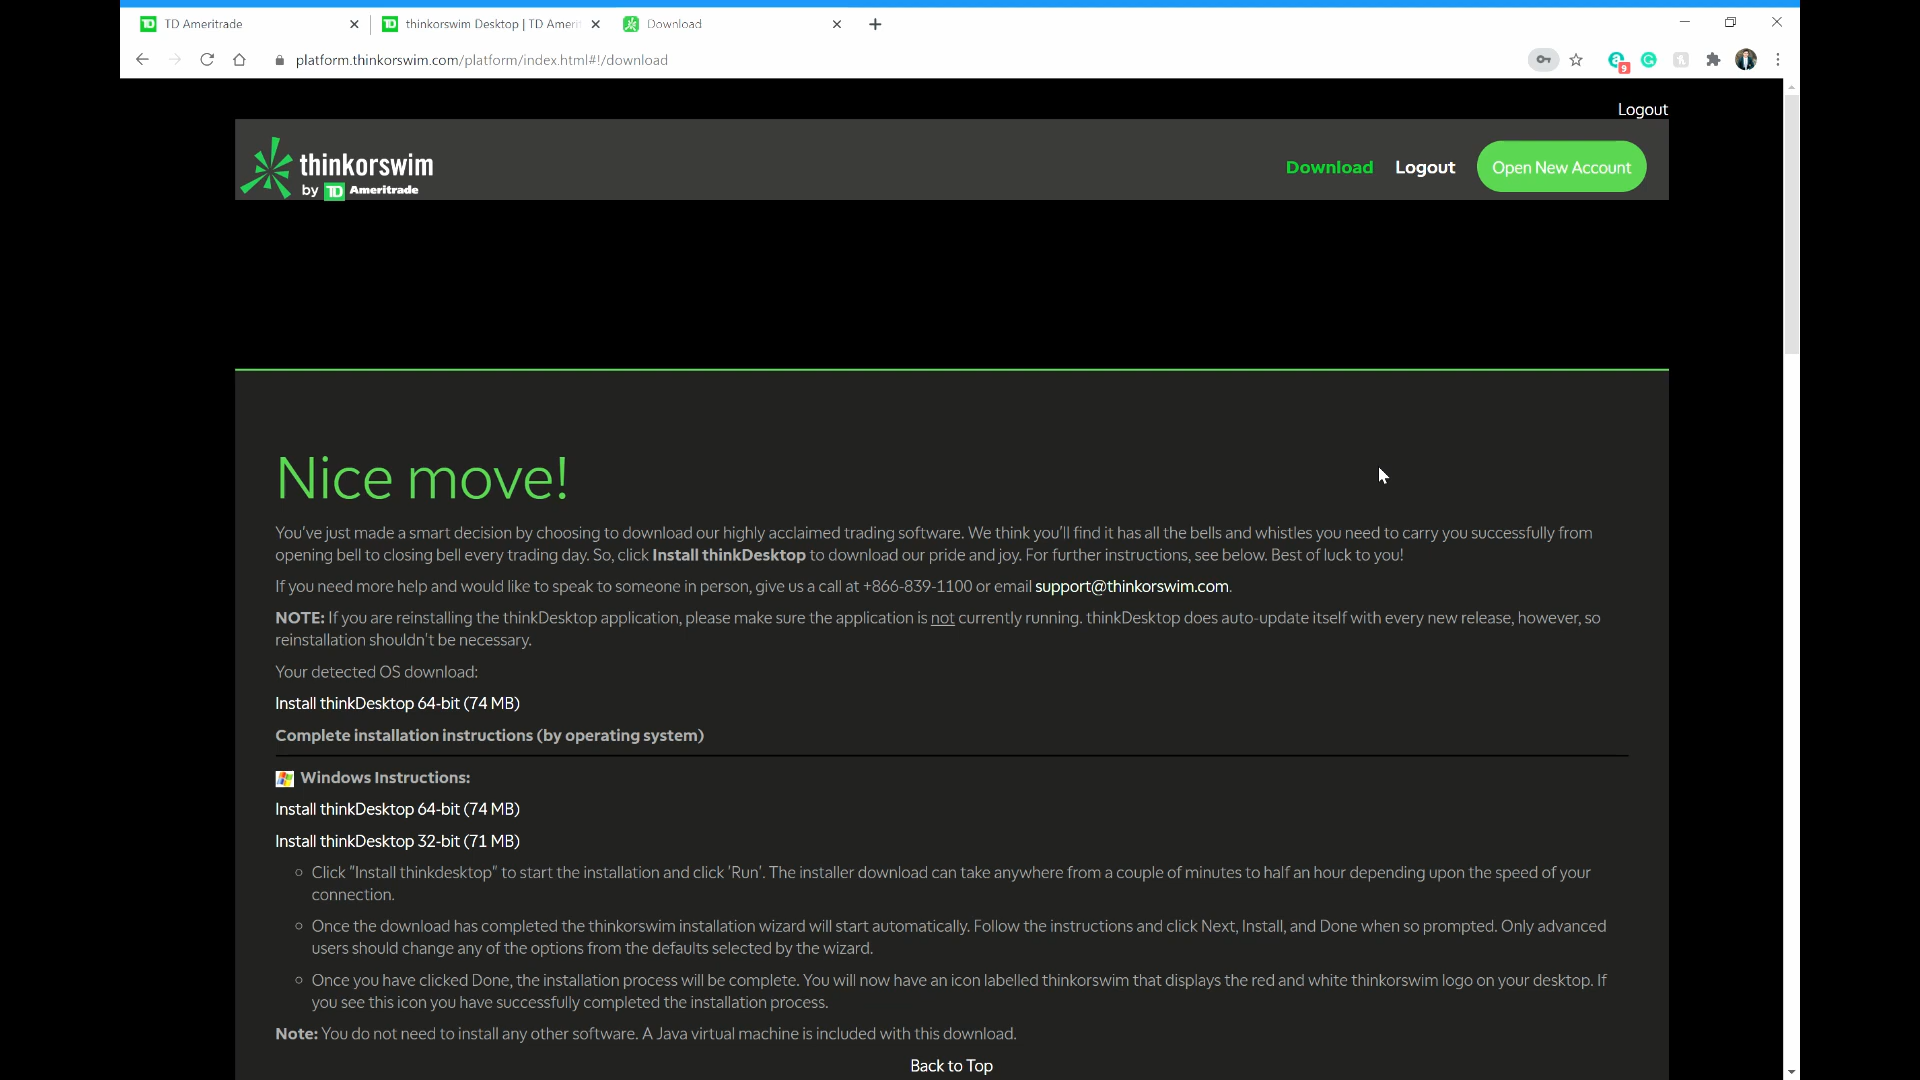 TD Ameritrade
thinkorswim Desktop | TD Ameri
Download
platform.thinkorswim.com/platform/index.html#!/download
9
Logout
thinkorswim
by TD Ameritrade
Download Logout Open New Account
Nice move!
You've just made a smart decision by choosing to download our highly acclaimed trading software. We think you'll find it has all the bells and whistles you need to carry you successfully from
opening bell to closing bell every trading day. So, click Install thinkDesktop to download our pride and joy. For further instructions, see below. Best of luck to you!
If you need more help and would like to speak to someone in person, give us a call at +866-839-1100 or email support@thinkorswim.com.
NOTE: If you are reinstalling the thinkDesktop application, please make sure the application is not currently running. thinkDesktop does auto-update itself with every new release, however, so
reinstallation shouldn't be necessary.
Your detected OS download:
Install thinkDesktop 64-bit (74 MB)
Complete installation instructions (by operating system)
Windows Instructions:
Install thinkDesktop 64-bit (74 MB)
Install thinkDesktop 32-bit (71 MB)
Click "Install thinkdesktop" to start the installation and click 'Run'. The installer download can take anywhere from a couple of minutes to half an hour depending upon the speed of your
connection.
Once the download has completed the thinkorswim installation wizard will start automatically. Follow the instructions and click Next, Install, and Done when so prompted. Only advanced
users should change any of the options from the defaults selected by the wizard.
Once you have clicked Done, the installation process will be complete. You will now have an icon labelled thinkorswim that displays the red and white thinkorswim logo on your desktop. If
you see this icon you have successfully completed the installation process.
Note: You do not need to install any other software. A Java virtual machine is included with this download.
Back to Top